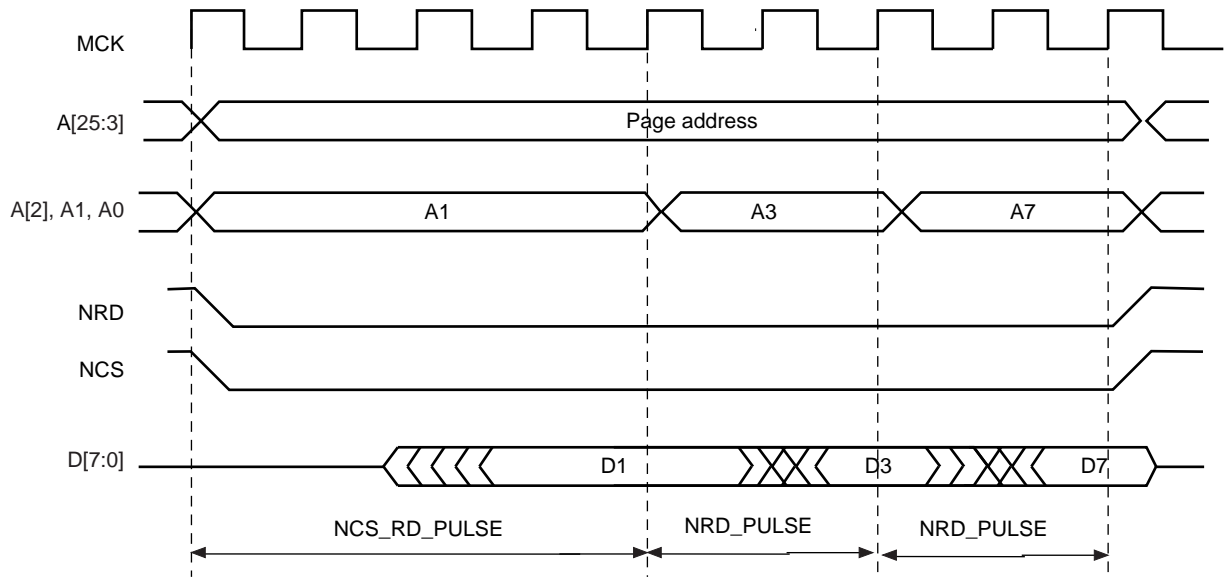 MCK
A[25:3]
Page address
A[2], A1, A0
A1
A3
A7
NRD
NCS
D[7:0]
D1
D3
D7
NCS_RD_PULSE
NRD_PULSE
NRD_PULSE